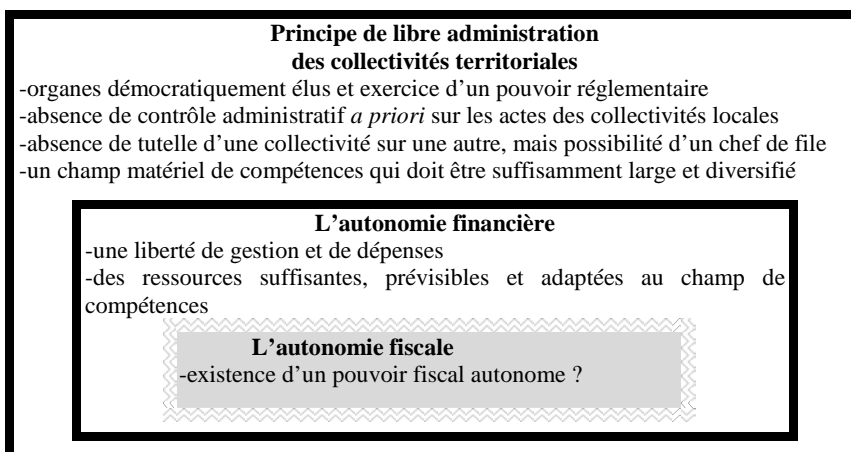 Principe de libre administration
des collectivités territoriales
-organes démocratiquement élus et exercice d’un pouvoir réglementaire
-absence de contrôle administratif a priori sur les actes des collectivités locales
-absence de tutelle d’une collectivité sur une autre, mais possibilité d’un chef de file
-un champ matériel de compétences qui doit être suffisamment large et diversifié
L’autonomie financière
-une liberté de gestion et de dépenses
-des ressources suffisantes, prévisibles et adaptées au champ de
compétences
L’autonomie fiscale
-existence d’un pouvoir fiscal autonome ?